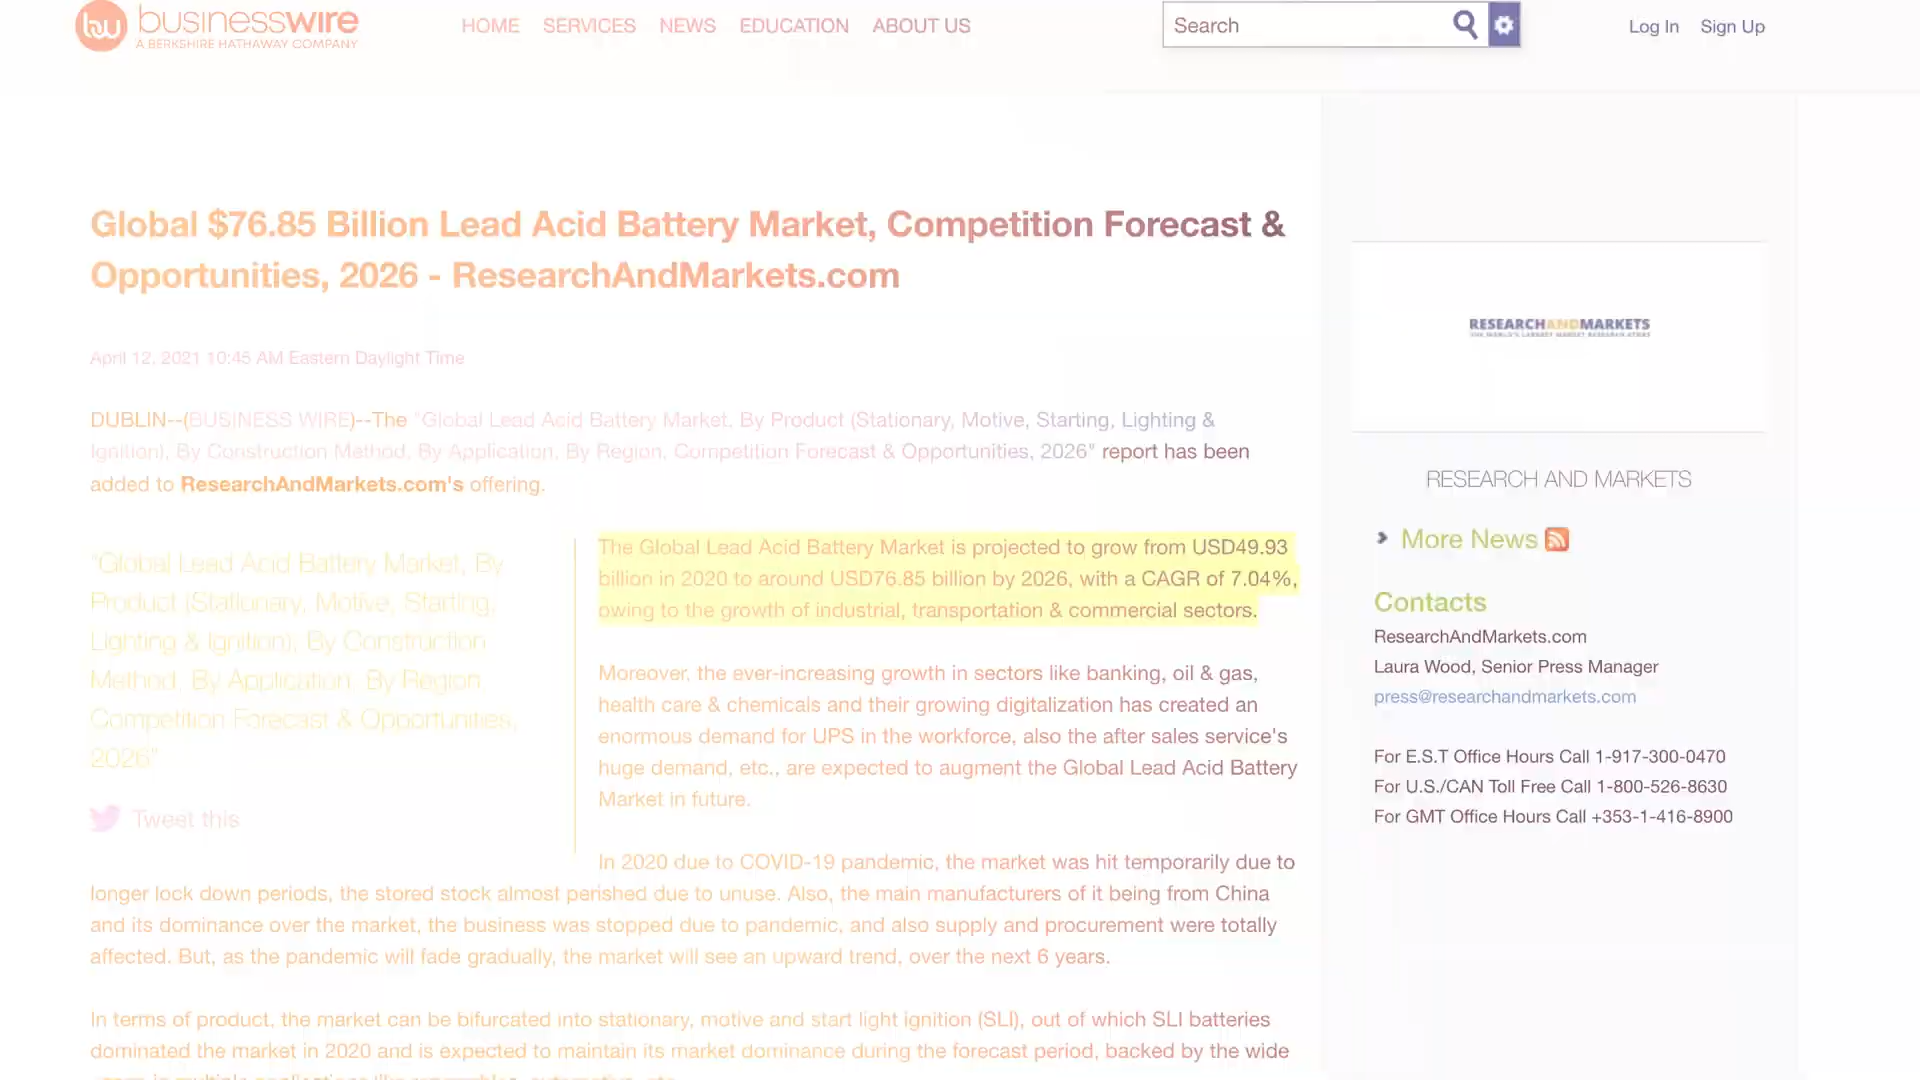 businesswire
A BERKSHIRE HATHAWAY COMPANY
HOME SERVICES NEWS EDUCATION ABOUT US
Search
Log In Sign Up
Global $76.85 Billion Lead Acid Battery Market, Competition Forecast &
Opportunities, 2026 - ResearchAndMarkets.com
April 12, 2021 10:45 AM Eastern Daylight Time
DUBLIN--(BUSINESS WIRE)--The "Global Lead Acid Battery Market, By Product (Stationary, Motive, Starting, Lighting &
Ignition), By Construction Method, By Application, By Region, Competition Forecast & Opportunities, 2026" report has been
added to ResearchAndMarkets.com's offering.
"Global Lead Acid Battery Market, By
Product (Stationary, Motive, Starting,
Lighting & Ignition), By Construction
Method, By Application, By Region,
Competition Forecast & Opportunities,
2026"
Tweet this
The Global Lead Acid Battery Market is projected to grow from USD49.93
billion in 2020 to around USD76.85 billion by 2026, with a CAGR of 7.04%,
owing to the growth of industrial, transportation & commercial sectors.
Moreover, the ever-increasing growth in sectors like banking, oil & gas,
health care & chemicals and their growing digitalization has created an
enormous demand for UPS in the workforce, also the after sales service's
huge demand, etc., are expected to augment the Global Lead Acid Battery
Market in future.
In 2020 due to COVID-19 pandemic, the market was hit temporarily due to
longer lock down periods, the stored stock almost perished due to unuse. Also, the main manufacturers of it being from China
and its dominance over the market, the business was stopped due to pandemic, and also supply and procurement were totally
affected. But, as the pandemic will fade gradually, the market will see an upward trend, over the next 6 years.
In terms of product, the market can be bifurcated into stationary, motive and start light ignition (SLI), out of which SLI batteries
dominated the market in 2020 and is expected to maintain its market dominance during the forecast period, backed by the wide
RESEARCHANDMARKETS
THE WORLD'S LARGEST MARKET RESEARCH STORE
RESEARCH AND MARKETS
More News
Contacts
ResearchAndMarkets.com
Laura Wood, Senior Press Manager
press@researchandmarkets.com
For E.S.T Office Hours Call 1-917-300-0470
For U.S./CAN Toll Free Call 1-800-526-8630
For GMT Office Hours Call +353-1-416-8900